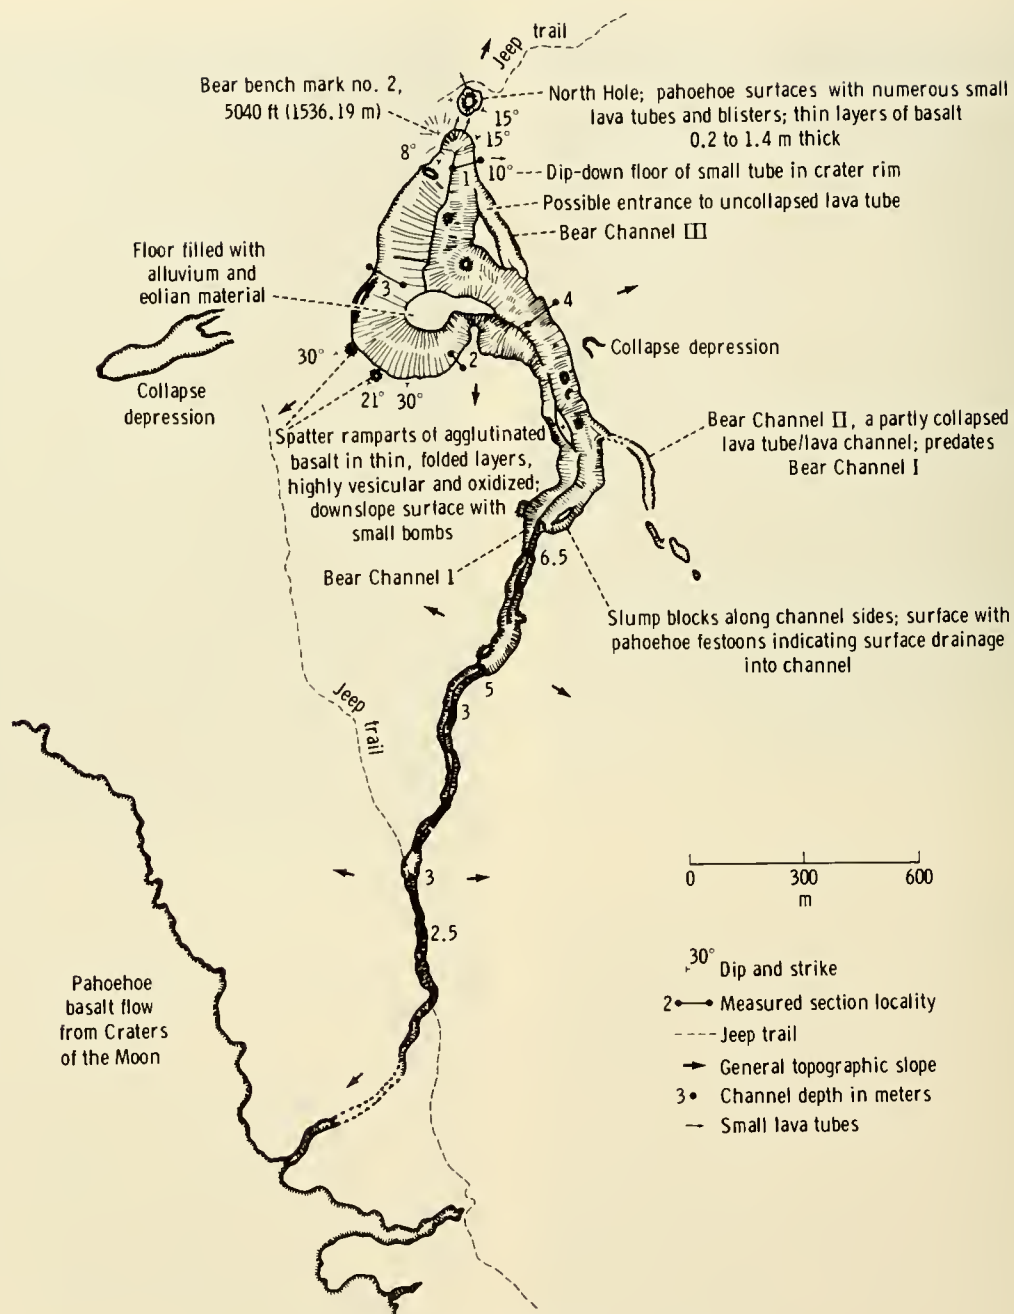 Jeep trail
Bear bench mark no. 2,
5040 ft (1536.19 m)
North Hole; pahoehoe surfaces with numerous small
lava tubes and blisters; thin layers of basalt
0.2 to 1.4 m thick
15°
15°
8°
1
10°
Dip-down floor of small tube in crater rim
Possible entrance to uncollapsed lava tube
Bear Channel III
Floor filled with
alluvium and
eolian material
3
4
Collapse depression
30°
2
Collapse
depression
21° 30°
Spatter ramparts of agglutinated
basalt in thin, folded layers,
highly vesicular and oxidized;
downslope surface with
small bombs
Bear Channel II, a partly collapsed
lava tube/lava channel; predates
Bear Channel I
Bear Channel I
6.5
Slump blocks along channel sides; surface with
pahoehoe festoons indicating surface drainage
into channel
5
3
Jeep trail
3
2.5
0 300 600
m
Pahoehoe
basalt flow
from Craters
of the Moon
30° Dip and strike
2 Measured section locality
Jeep trail
General topographic slope
3 Channel depth in meters
Small lava tubes